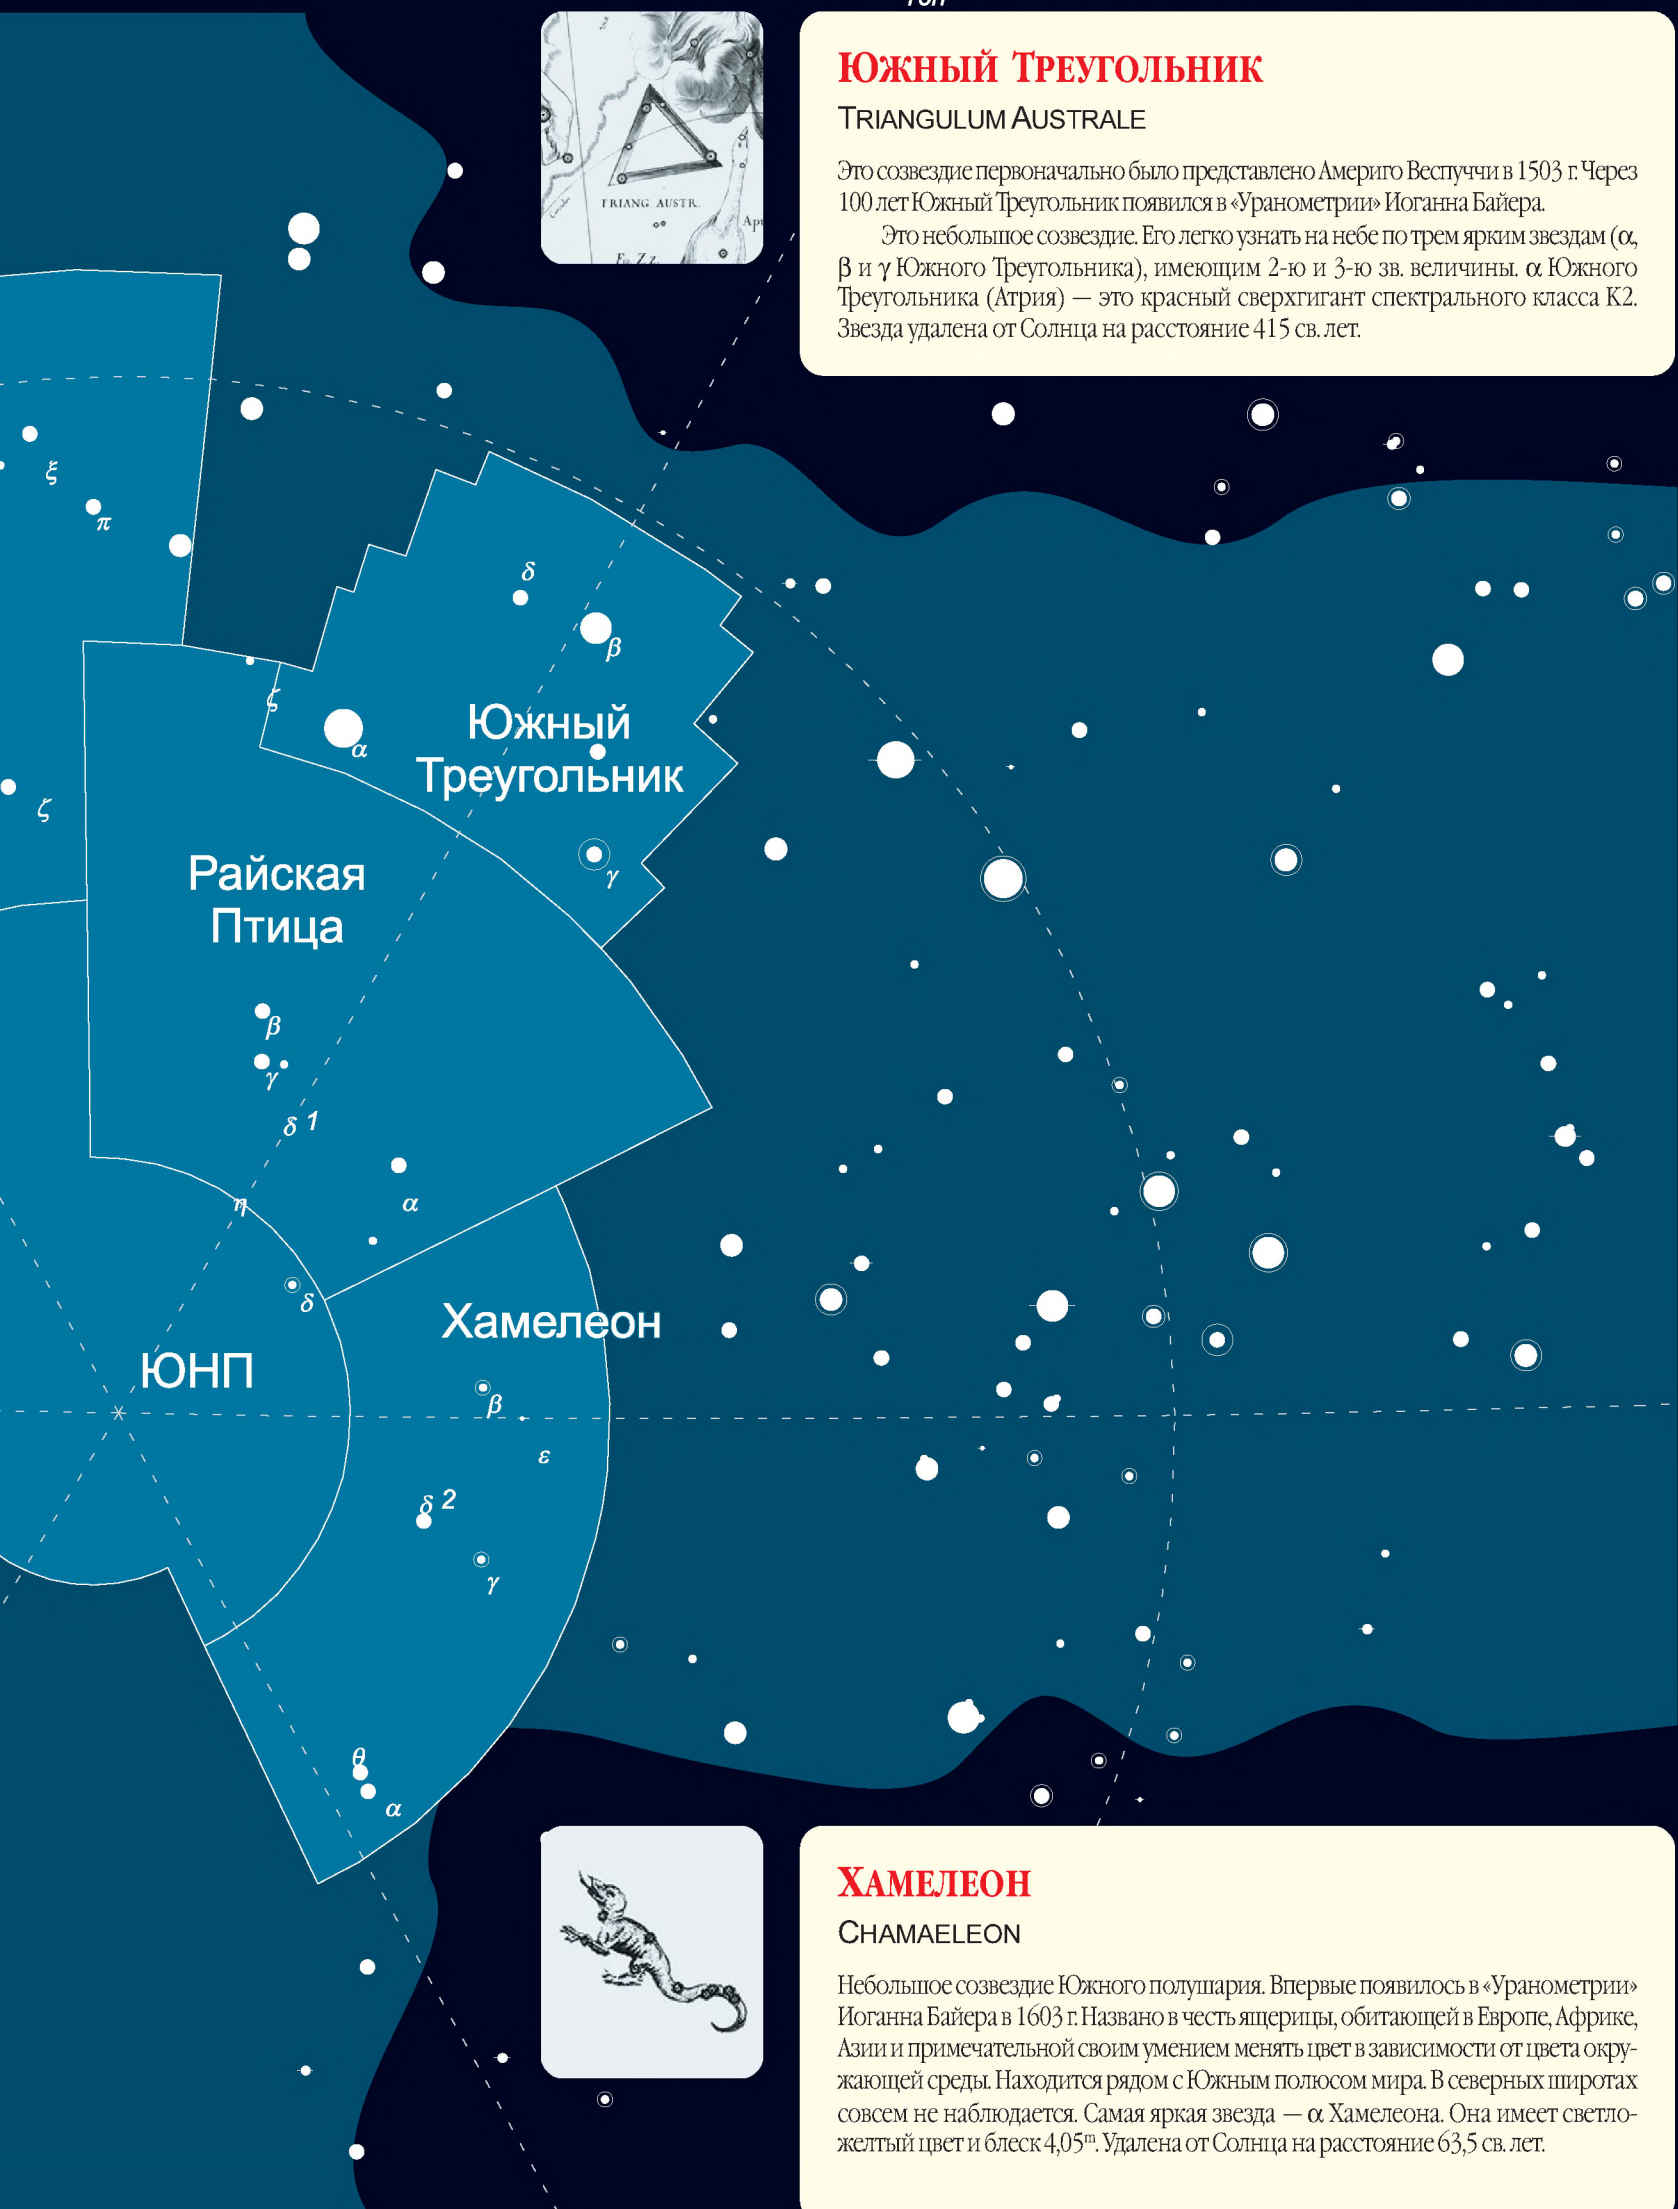 Южный Треугольник
Triangulum Australe
Это созвездие первоначально было представлено Америго Веспуччи в 1503 г. Через
100 лет Южный Треугольник появился в «Уранометрии» Иоганна Байера.
Это небольшое созвездие. Его легко узнать на небе по трем ярким звездам (α,
β и γ Южного Треугольника), имеющим 2-ю и 3-ю зв. величины. α Южного
Треугольника (Атрия) — это красный сверхгигант спектрального класса К2.
Звезда удалена от Солнца на расстояние 415 св. лет.
TRIANG. AUSTR.
ξ
π
δ
β
ζ
α
Южный
Треугольник
ζ
γ
Райская
Птица
β
γ
δ 1
η
α
δ
Хамелеон
ЮНП
β
ε
δ 2
γ
θ
α
Хамелеон
Chamaeleon
Небольшое созвездие Южного полушария. Впервые появилось в «Уранометрии»
Иоганна Байера в 1603 г. Названо в честь ящерицы, обитающей в Европе, Африке,
Азии и примечательной своим умением менять цвет в зависимости от цвета окру-
жающей среды. Находится рядом с Южным полюсом мира. В северных широтах
совсем не наблюдается. Самая яркая звезда — α Хамелеона. Она имеет светло-
желтый цвет и блеск 4,05ᵐ. Удалена от Солнца на расстояние 63,5 св. лет.